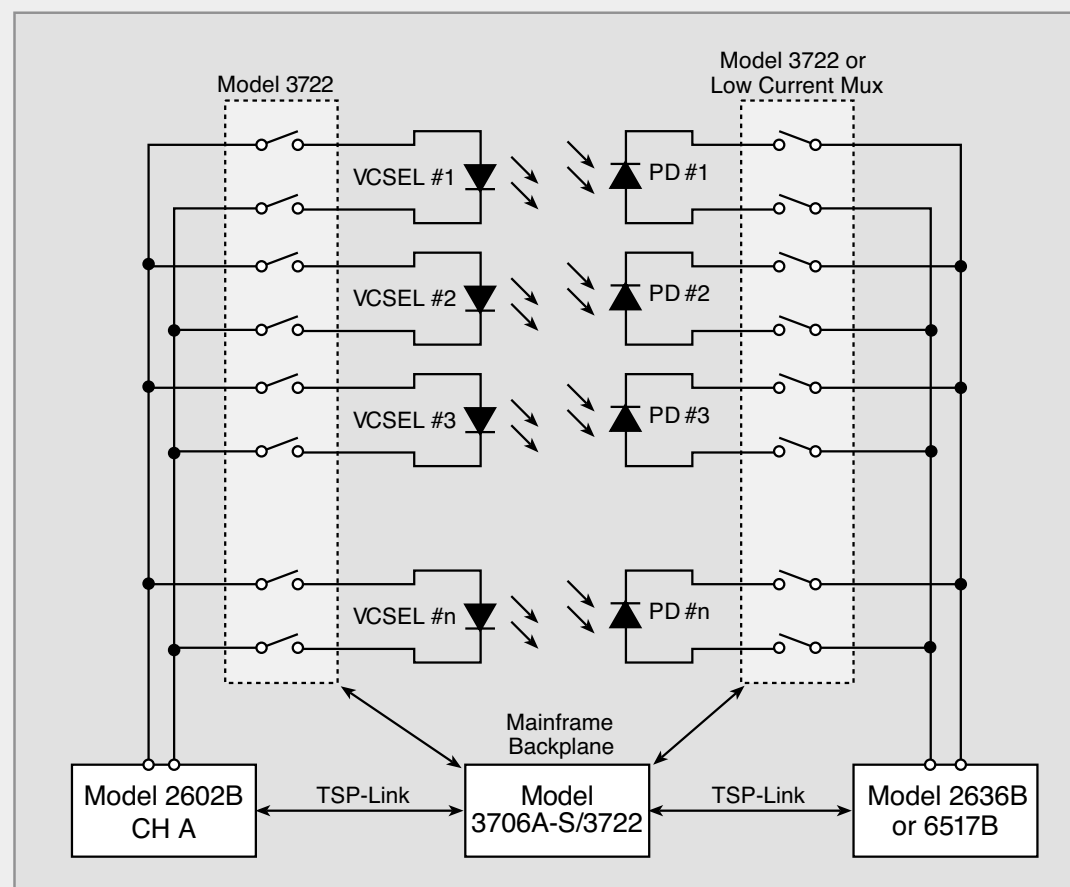 Model 3722
Model 3722 or
Low Current Mux
VCSEL #1
PD #1
VCSEL #2
PD #2
VCSEL #3
PD #3
VCSEL #n
PD #n
Mainframe
Backplane
Model 2602B
CH A
TSP-Link
Model
3706A-S/3722
TSP-Link
Model 2636B
or 6517B